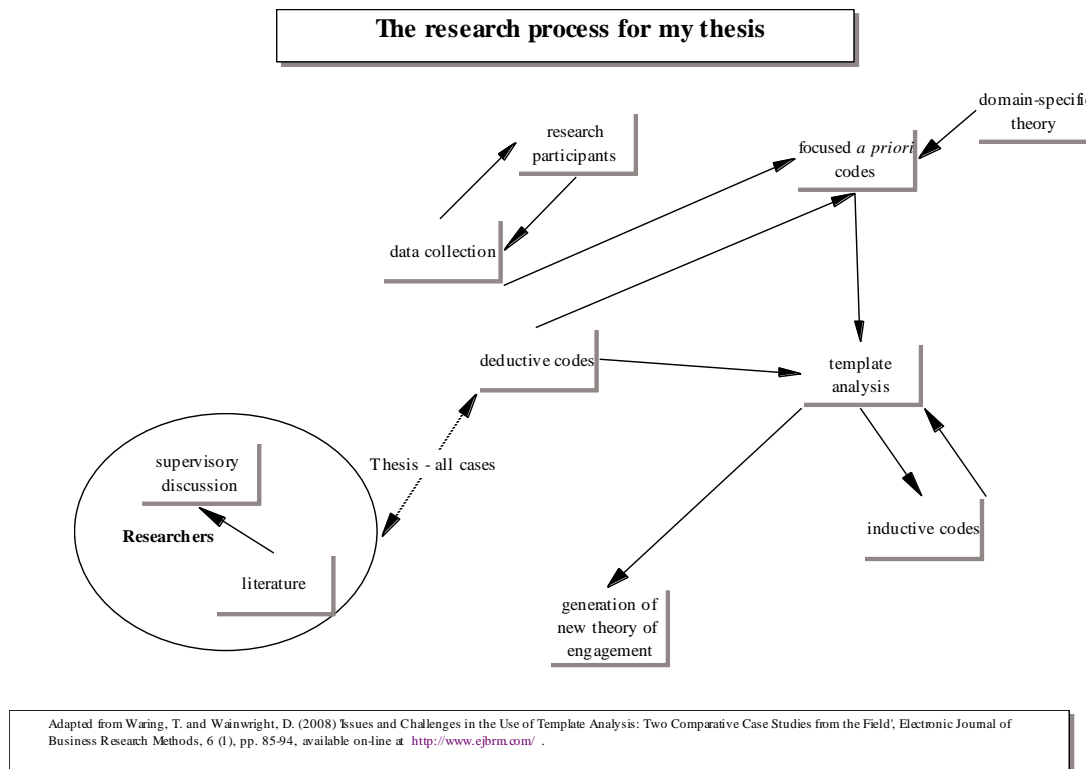 The research process for my thesis
domain-specific
theory
research
participants
focused a priori
codes
data collection
deductive codes
template
analysis
Thesis - all cases
supervisory
discussion
Researchers
literature
inductive codes
generation of
new theory of
engagement
Adapted from Waring, T. and Wainwright, D. (2008) 'Issues and Challenges in the Use of Template Analysis: Two Comparative Case Studies from the Field', Electronic Journal of
Business Research Methods, 6 (1), pp. 85-94, available on-line at http://www.ejbrm.com/ .